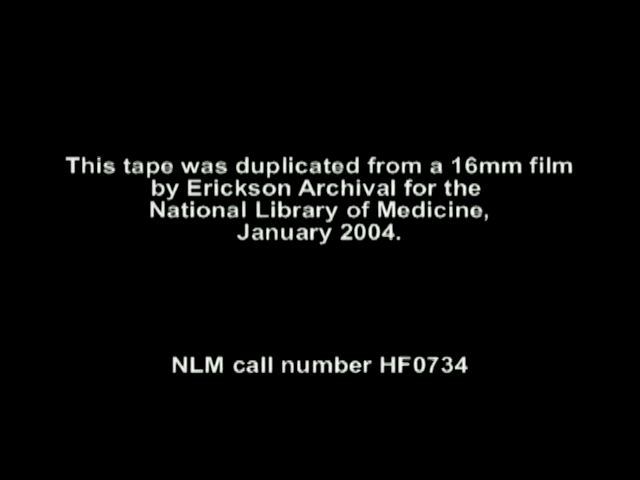 This tape was duplicated from a 16mm film
by Erickson Archival for the
National Library of Medicine,
January 2004.
NLM call number HF0734